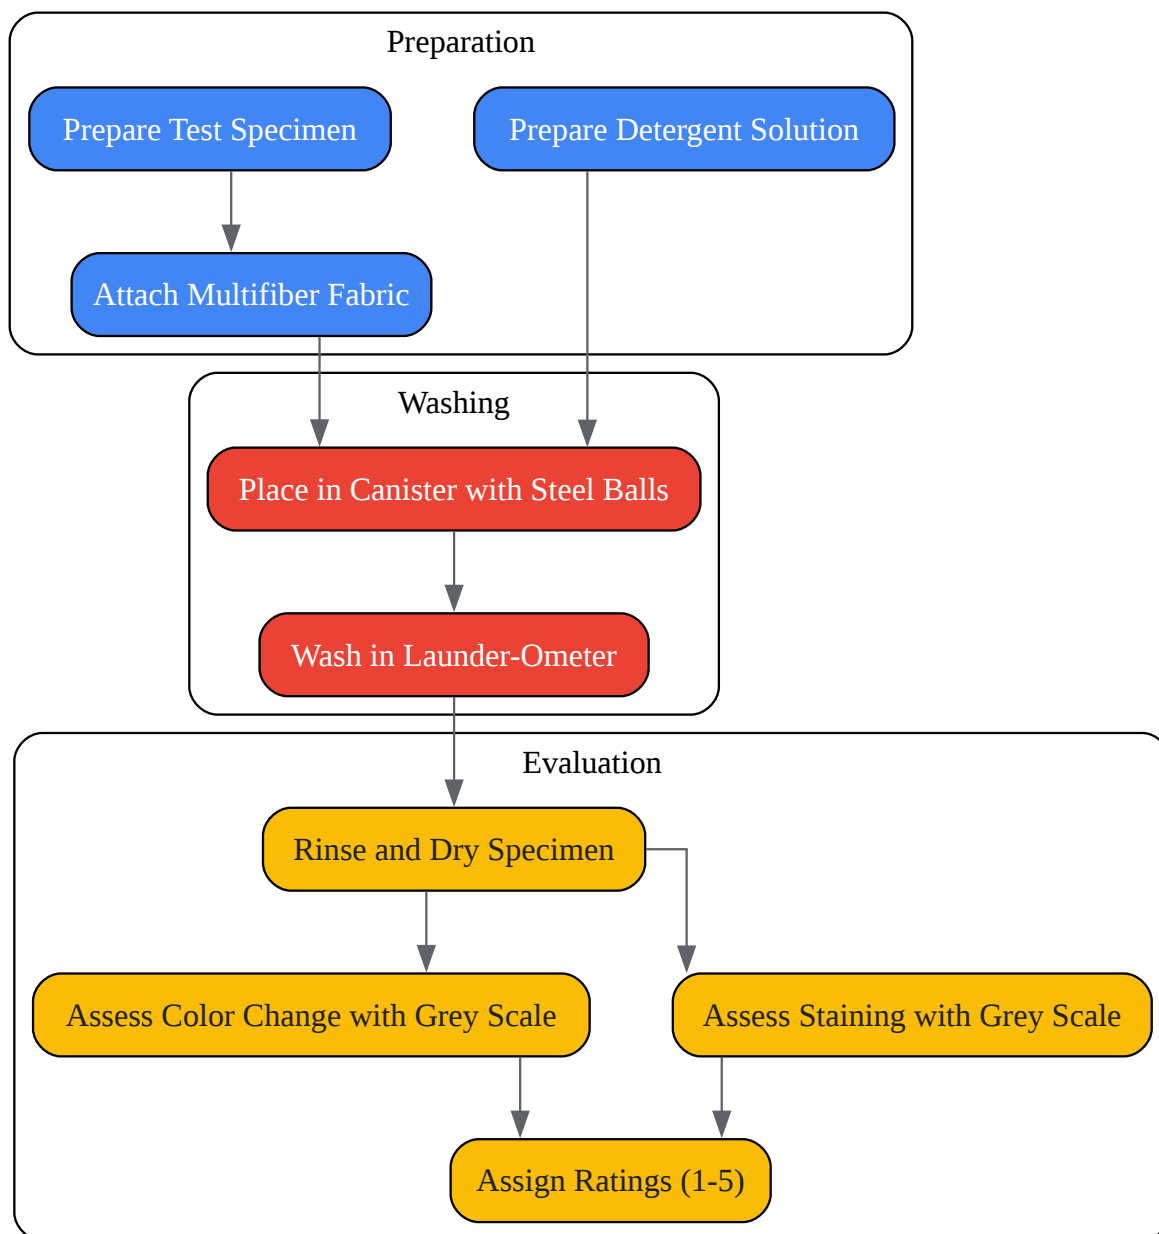 Preparation
Prepare Test Specimen
Prepare Detergent Solution
Attach Multifiber Fabric
Washing
Place in Canister with Steel Balls
Wash in Launder-Ometer
Evaluation
Rinse and Dry Specimen
Assess Color Change with Grey Scale
Assess Staining with Grey Scale
Assign Ratings (1-5)